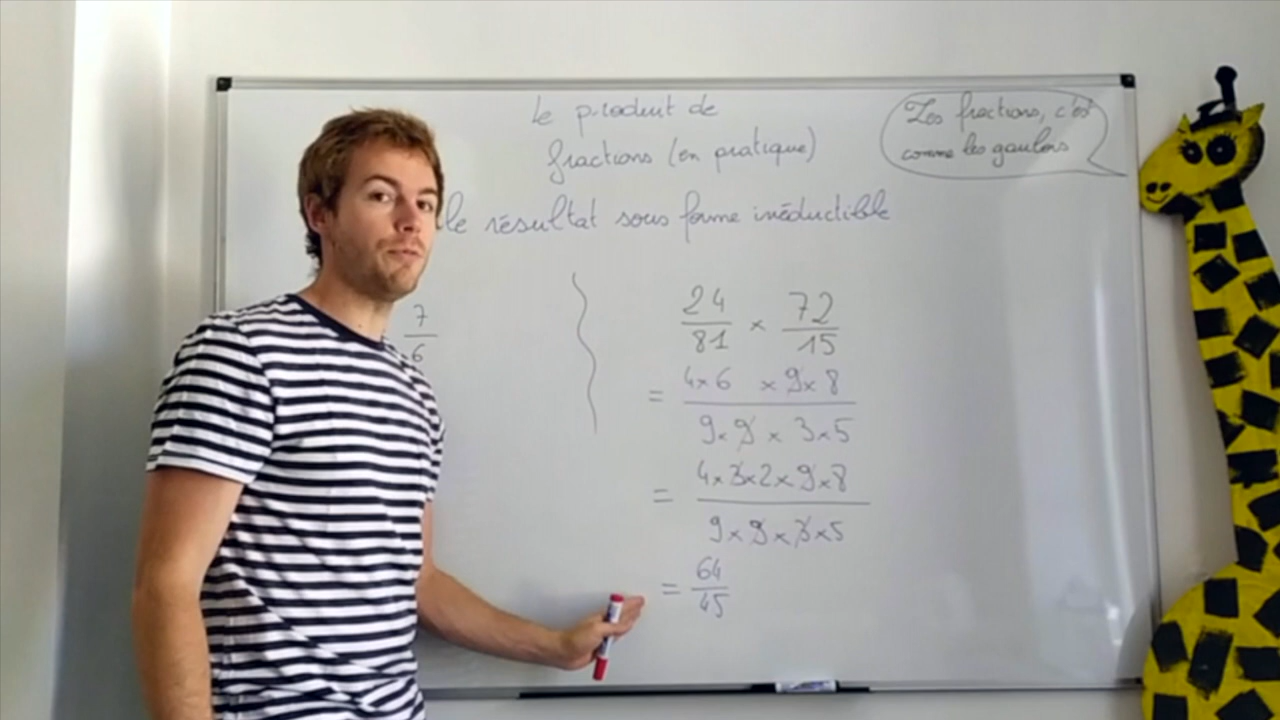 Le produit de
fractions (en pratique)
Les fractions, c'est
comme les gaulois
le résultat sous forme irréductible
7
6
24/81 × 72/15
= 4×6 × 9×8 / 9×9 × 3×5
= 4×3×2×9×8 / 9×9×3×5
= 64/45